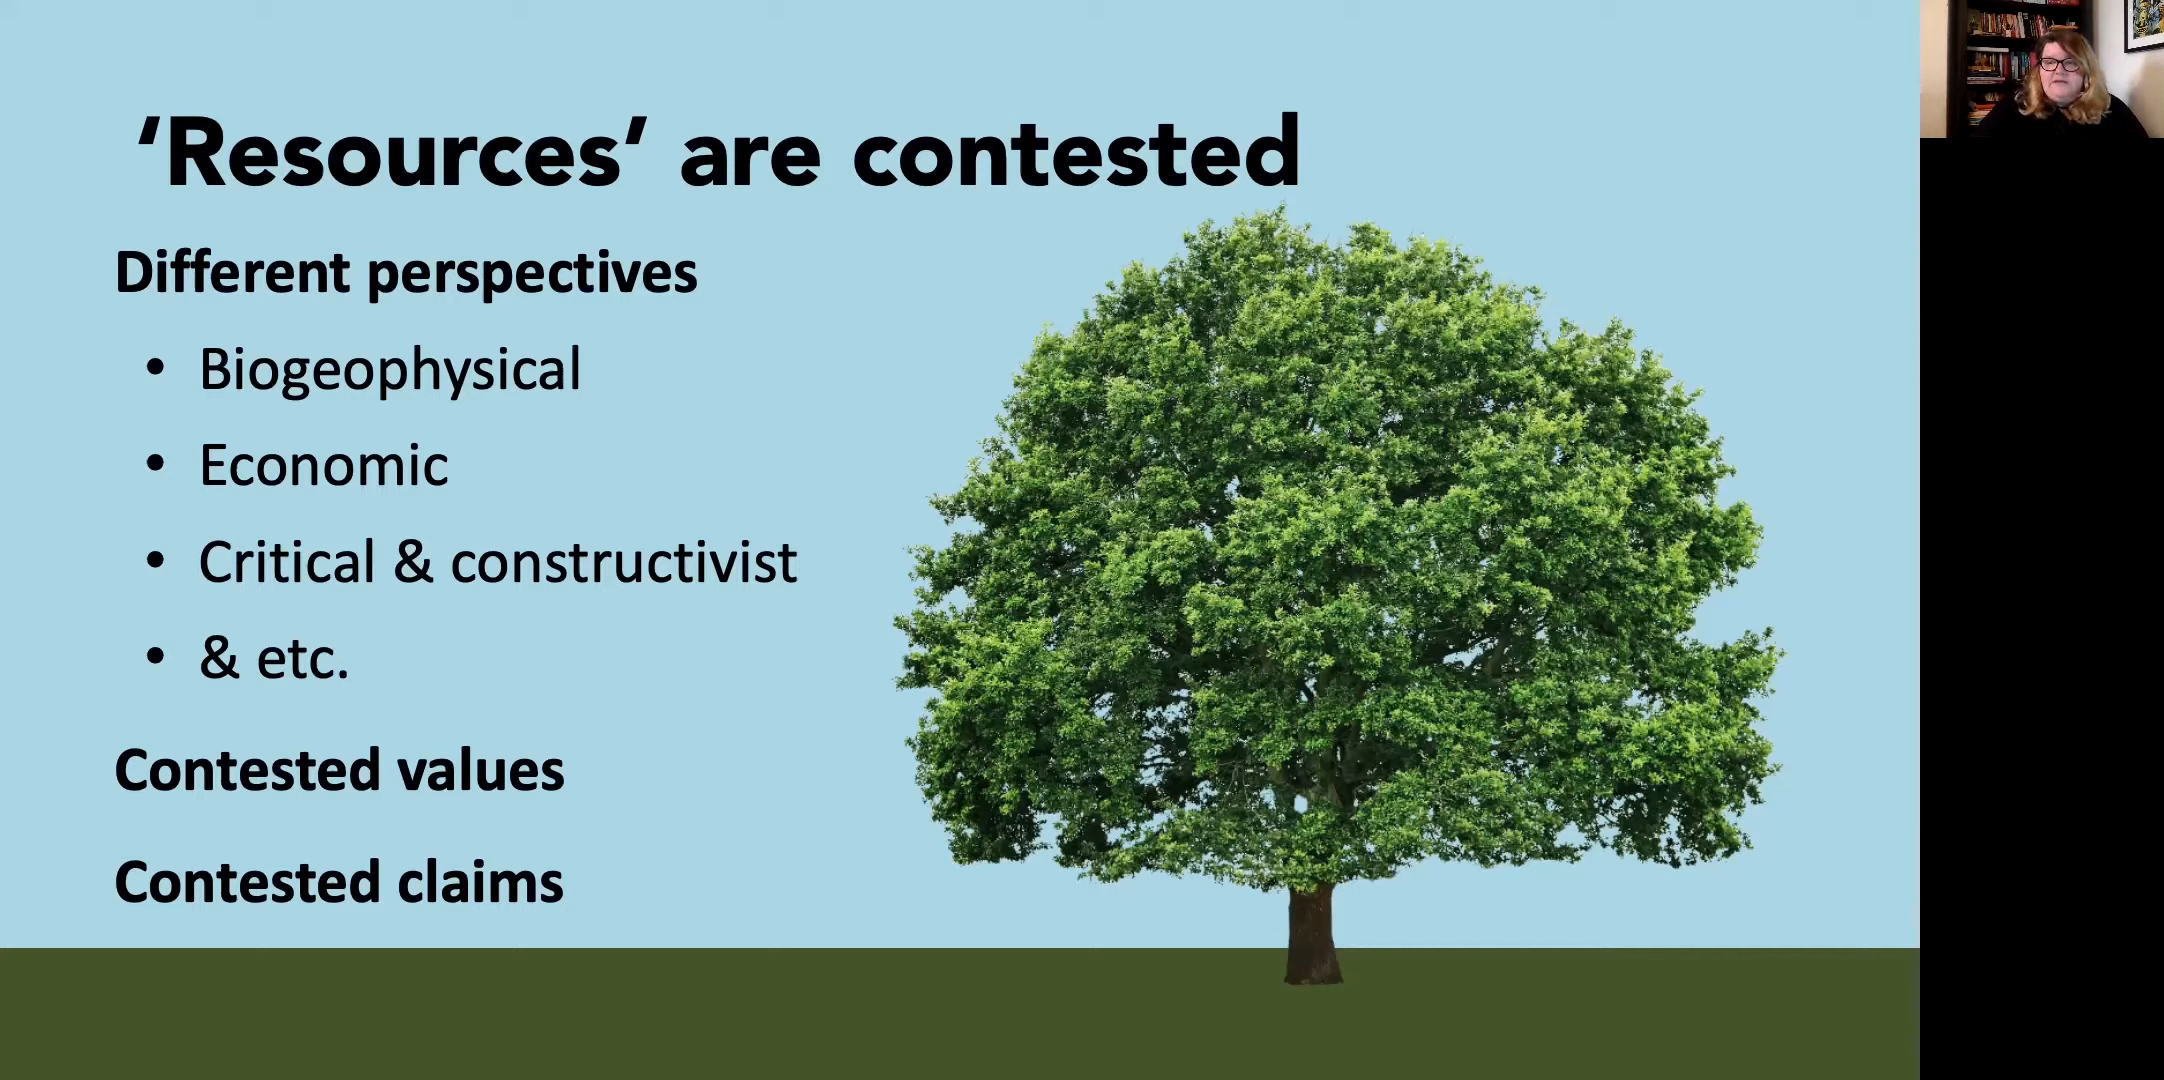 ‘Resources’ are contested
Different perspectives
• Biogeophysical
• Economic
• Critical & constructivist
• & etc.
Contested values
Contested claims